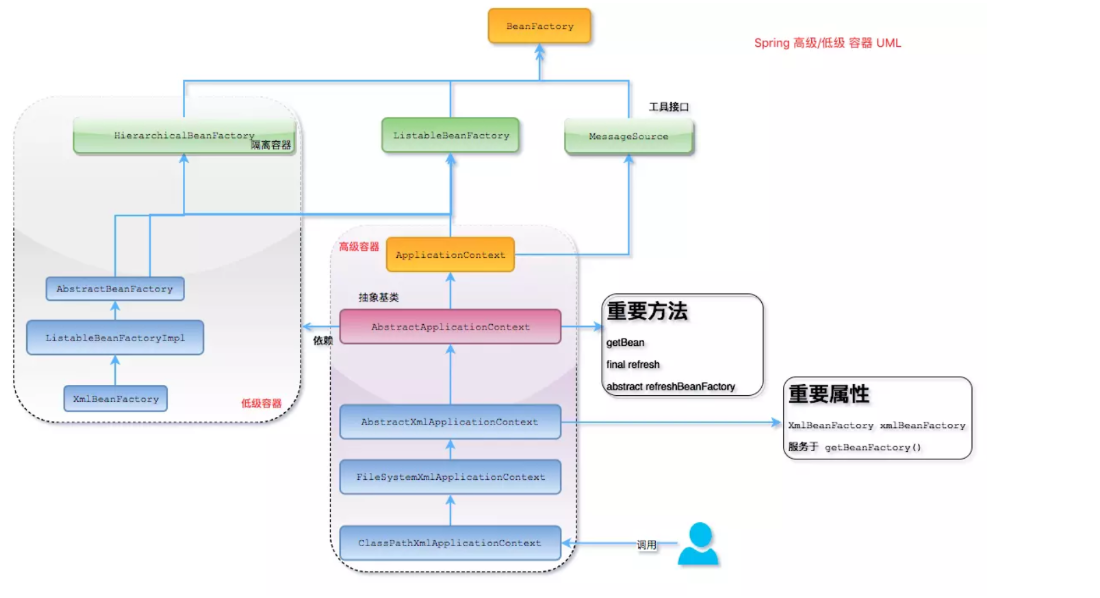 BeanFactory
Spring 高级/低级 容器 UML
工具接口
HierarchicalBeanFactory
隔离容器
ListableBeanFactory
MessageSource
高级容器
ApplicationContext
AbstractBeanFactory
抽象基类
重要方法
AbstractApplicationContext
依赖
ListableBeanFactoryImpl
getBean
final refresh
abstract refreshBeanFactory
XmlBeanFactory
低级容器
重要属性
AbstractXmlApplicationContext
XmlBeanFactory xmlBeanFactory
服务于 getBeanFactory()
FileSystemXmlApplicationContext
ClassPathXmlApplicationContext
调用